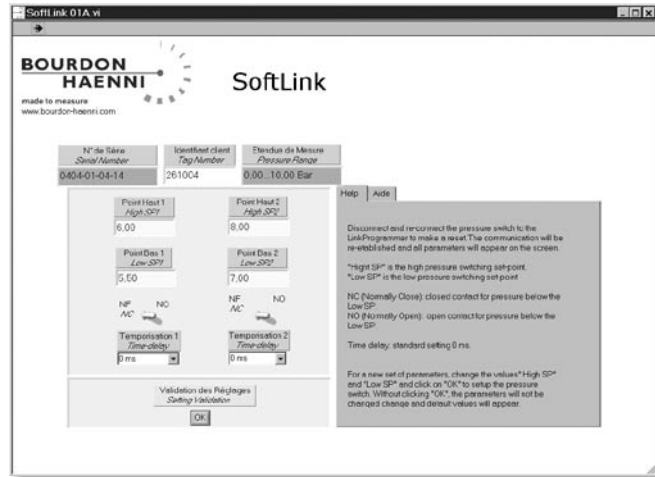 SoftLink 01A.vi
BOURDON
HAENNI
made to measure
www.bourdon-haenni.com
SoftLink
N° de Série
Serial Number
0404-01-04-14
Identifiant client
Tag Number
261004
Etendue de Mesure
Pressure Range
0.00...10.00 Bar
Point Haut 1
High SP1
6,00
Point Haut 2
High SP2
8,00
Point Bas 1
Low SP1
5,50
Point Bas 2
Low SP2
7,00
NF NO
NC
NF NO
NC
Temporisation 1
Time-delay
0 ms
Temporisation 2
Time-delay
0 ms
Validation des Réglages
Setting Validation
OK
Help Aide
Disconnect and re-connect the pressure switch to the
LinkProgrammer to make a reset. The communication will be
re-established and all parameters will appear on the screen.
"Hight SP" is the high pressure switching set-point.
"Low SP" is the low pressure switching set point
NC (Normally Close): closed contact for pressure below the
Low SP
NO (Normally Open): open contact for pressure below the
Low SP
Time delay: standard setting 0 ms.
For a new set of parameters, change the values" High SP"
and "Low SP" and click on "OK" to setup the pressure
switch. Without clicking "OK", the parameters will not be
charged change and default values will appear.